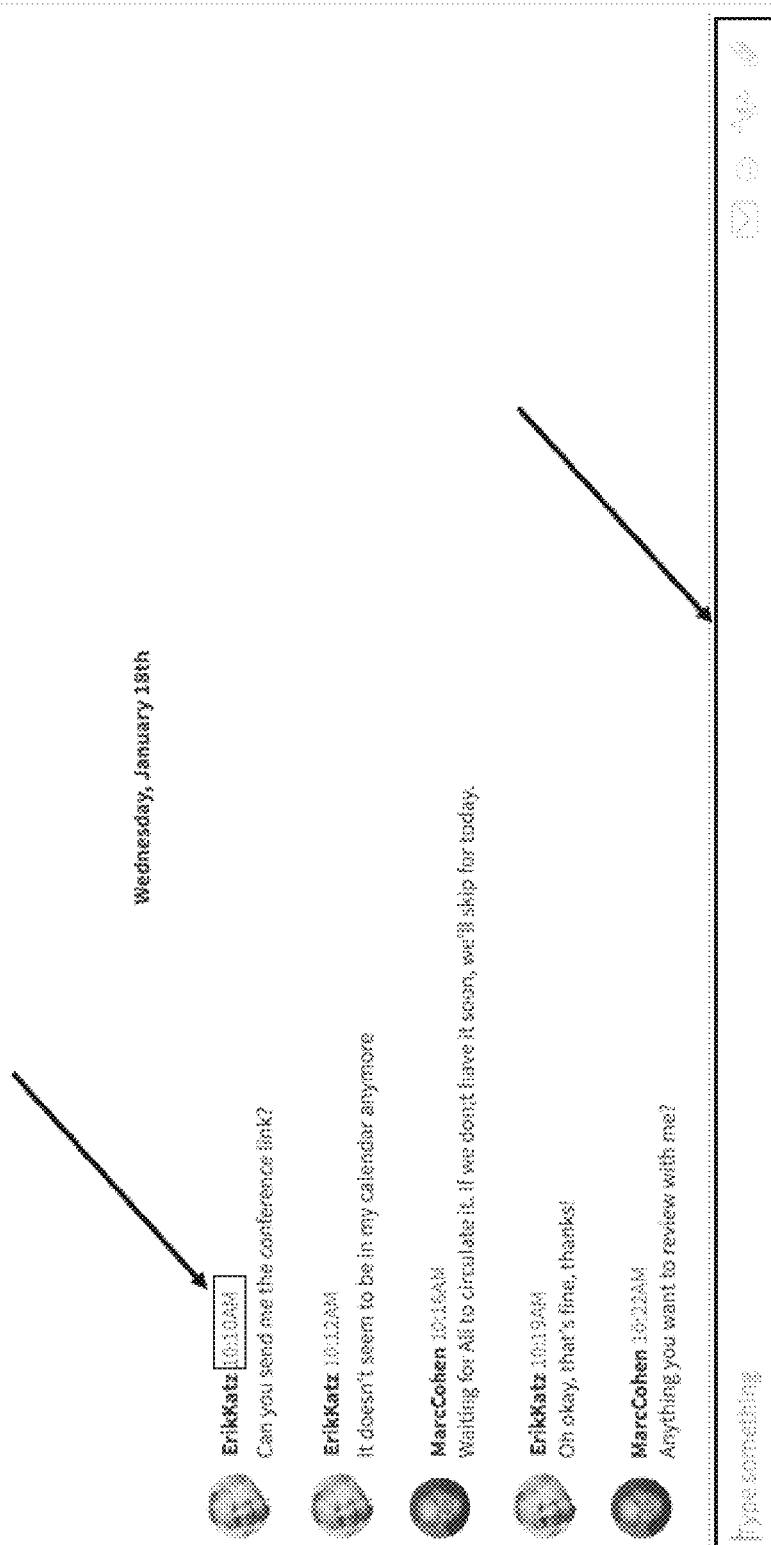 Wednesday, January 18th
ErikKatz 10:10AM
Can you send me the conference link?
ErikKatz 10:12AM
It doesn't seem to be in my calendar anymore
MarcCohen 10:16AM
Waiting for Ali to circulate it. If we dont have it soon, we'll skip for today.
ErikKatz 10:19AM
Oh okay, that's fine, thanks!
MarcCohen 10:22AM
Anything you want to review with me?
Type something